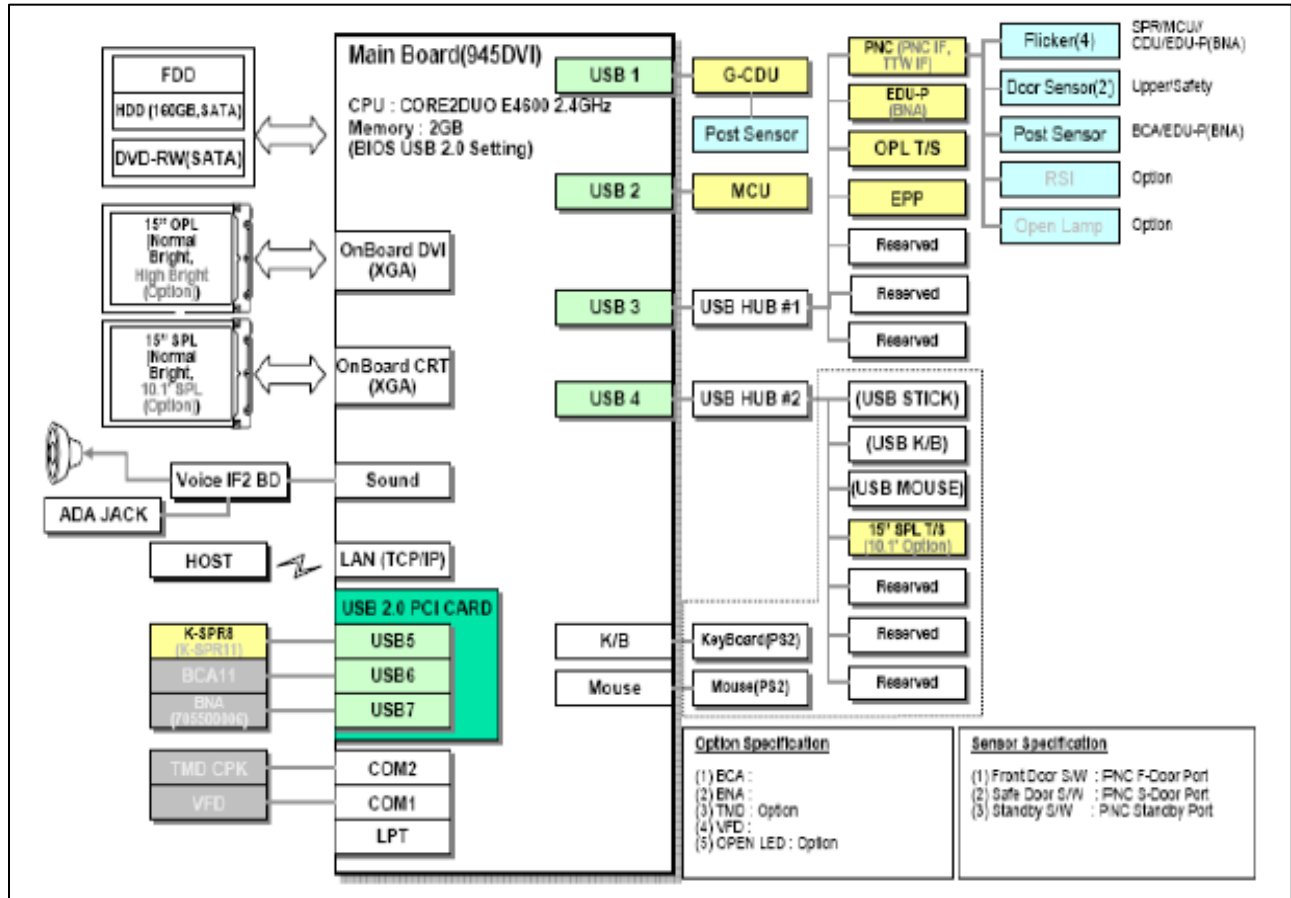 FDD
HDD (160GB,SATA)
DVD-RW(SATA)
15" OPL
[Normal
Bright,
High Bright
(Option)]
15" SPL
[Normal
Bright,
10.1' SPL
(Option)]
Voice IF2 BD
ADA JACK
HOST
K-SPR8
(K-SPR11)
BCA11
BNA
(705500006)
TMD CPK
VFD
Main Board(945DVI)
CPU : CORE2DUO E4600 2.4GHz
Memory : 2GB
(BIOS USB 2.0 Setting)
OnBoard DVI
(XGA)
OnBoard CRT
(XGA)
Sound
LAN (TCP/IP)
USB 2.0 PCI CARD
USB5
USB6
USB7
COM2
COM1
LPT
USB 1
USB 2
USB 3
USB 4
K/B
Mouse
G-CDU
Post Sensor
MCU
USB HUB #1
USB HUB #2
KeyBoard(PS2)
Mouse(PS2)
PNC (PNC IF,
TTW IF)
EDU-P
(BNA)
OPL T/S
EPP
Reserved
Reserved
Reserved
(USB STICK)
(USB K/B)
(USB MOUSE)
15" SPL T/S
(10.1' Option)
Reserved
Reserved
Reserved
Flicker(4)
SPR/MCU/
CDU/EDU-P(BNA)
Door Sensor(2)
Upper/Safety
Post Sensor
BCA/EDU-P(BNA)
RSI
Option
Open Lamp
Option
Option Specification
(1) BCA :
(2) BNA :
(3) TMD : Option
(4) VFD :
(5) OPEN LED : Option
Sensor Specification
(1) Front Door S/W : PNC F-Door Port
(2) Safe Door S/W : PNC S-Door Port
(3) Standby S/W : PNC Standby Port